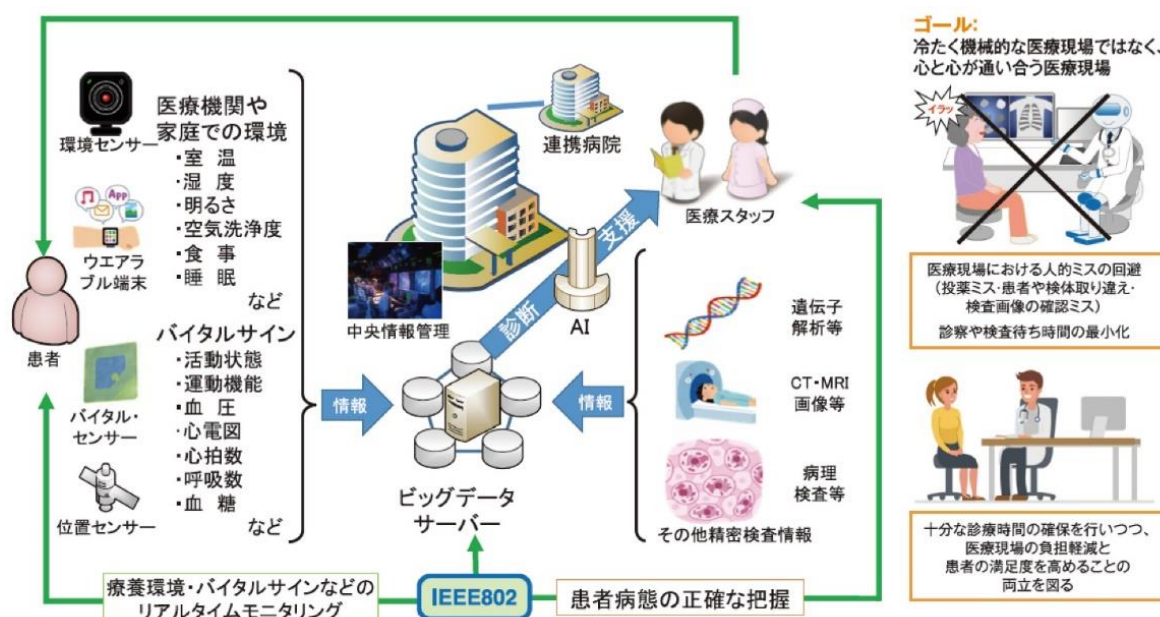 環境センサー
ウエアラ
ブル端末
患者
バイタル・
センサー
位置センサー
医療機関や
家庭での環境
・室 温
・湿 度
・明るさ
・空気洗浄度
・食 事
・睡 眠
など
バイタルサイン
・活動状態
・運動機能
・血 圧
・心電図
・心拍数
・呼吸数
・血 糖
など
App
情報
中央情報管理
連携病院
医療スタッフ
診断
支援
AI
ビッグデータ
サーバー
情報
遺伝子
解析等
CT・MRI
画像等
病理
検査等
その他精密検査情報
療養環境・バイタルサインなどの
リアルタイムモニタリング
IEEE802
患者病態の正確な把握
ゴール:
冷たく機械的な医療現場ではなく、
心と心が通い合う医療現場
イラッ
医療現場における人的ミスの回避
(投薬ミス・患者や検体取り違え・
検査画像の確認ミス)
診察や検査待ち時間の最小化
十分な診療時間の確保を行いつつ、
医療現場の負担軽減と
患者の満足度を高めることの
両立を図る